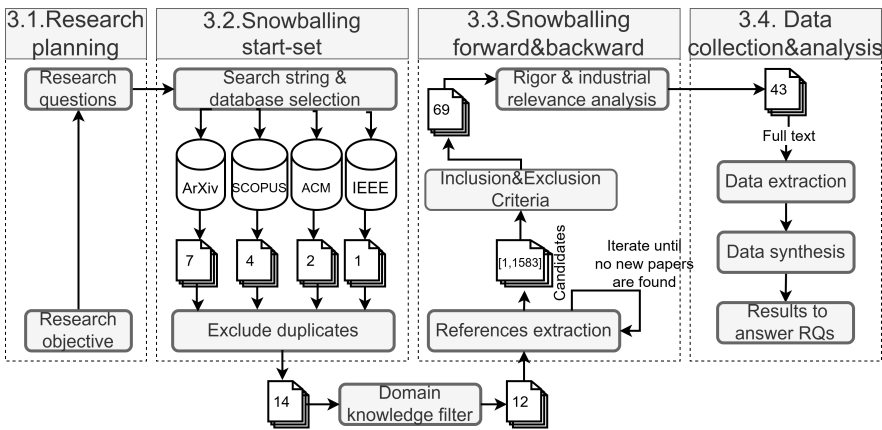 3.1.Research
planning
Research
questions
Research
objective
3.2.Snowballing
start-set
Search string &
database selection
ArXiv
SCOPUS
ACM
IEEE
7
4
2
1
Exclude duplicates
14
Domain
knowledge filter
12
3.3.Snowballing
forward&backward
69
Rigor & industrial
relevance analysis
Inclusion&Exclusion
Criteria
[1,1583]
Candidates
Iterate until
no new papers
are found
References extraction
3.4. Data
collection&analysis
43
Full text
Data extraction
Data synthesis
Results to
answer RQs